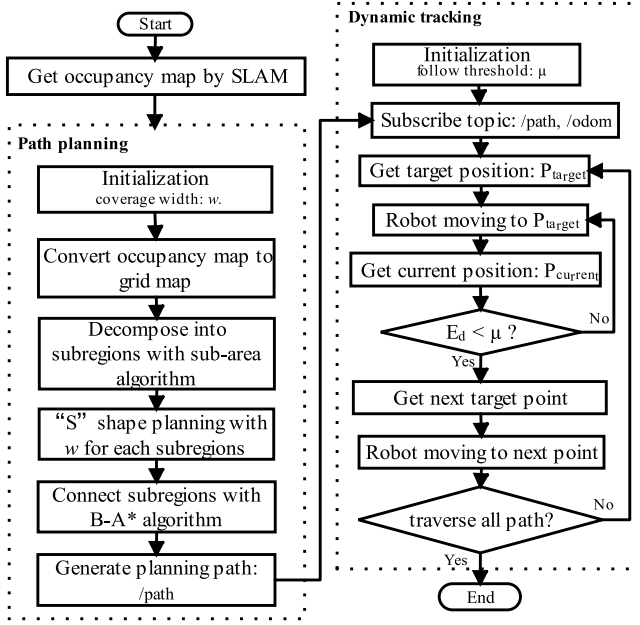 Start
Get occupancy map by SLAM
Path planning
Initialization
coverage width: w.
Convert occupancy map to
grid map
Decompose into
subregions with sub-area
algorithm
“S” shape planning with
w for each subregions
Connect subregions with
B-A* algorithm
Generate planning path:
/path
Dynamic tracking
Initialization
follow threshold: μ
Subscribe topic: /path, /odom
Get target position: Ptarget
Robot moving to Ptarget
Get current position: Pcurrent
Ed < μ ?
No
Yes
Get next target point
Robot moving to next point
traverse all path?
No
Yes
End